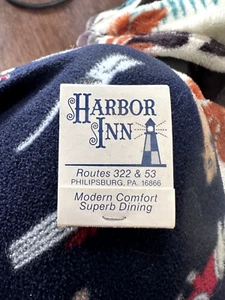 HARBOR
INN
Routes 322 & 53
PHILIPSBURG, PA. 16866
Modern Comfort
Superb Dining